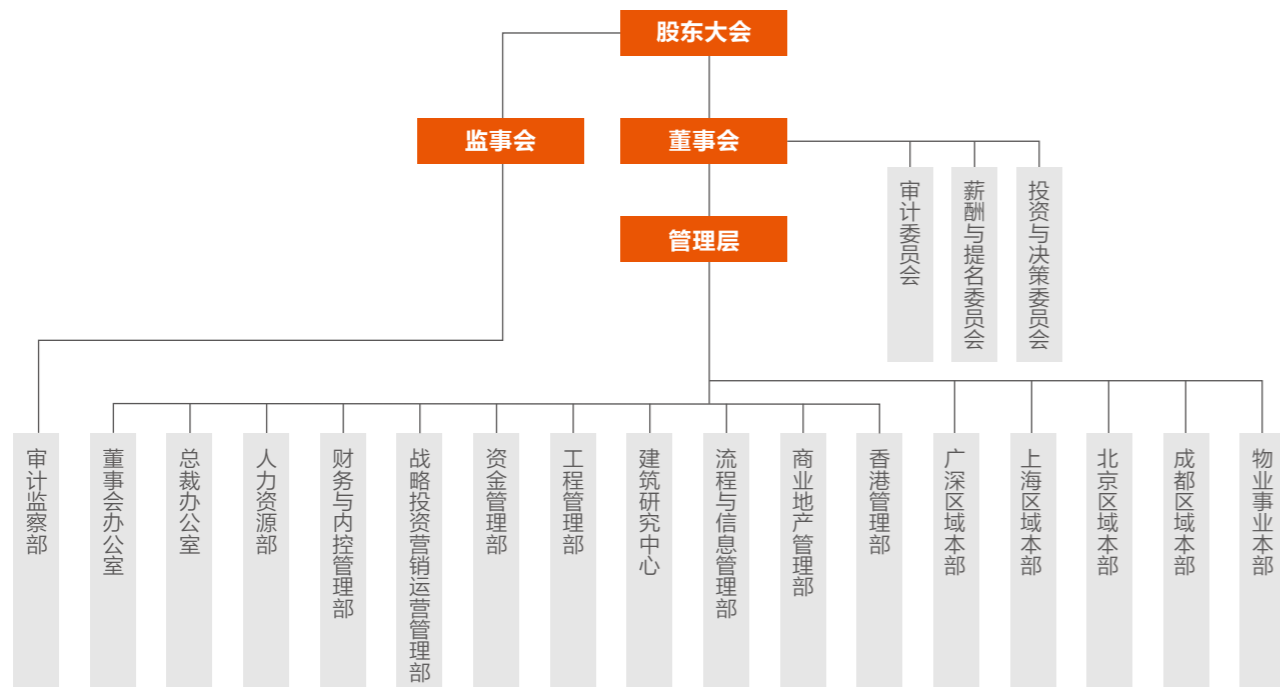 股东大会
监事会
董事会
管理层
审计委员会
薪酬与提名委员会
投资与决策委员会
审计监察部
董事会办公室
总裁办公室
人力资源部
财务与内控管理部
战略投资营销运营管理部
资金管理部
工程管理部
建筑研究中心
流程与信息管理部
商业地产管理部
香港管理部
广深区域本部
上海区域本部
北京区域本部
成都区域本部
物业事业本部